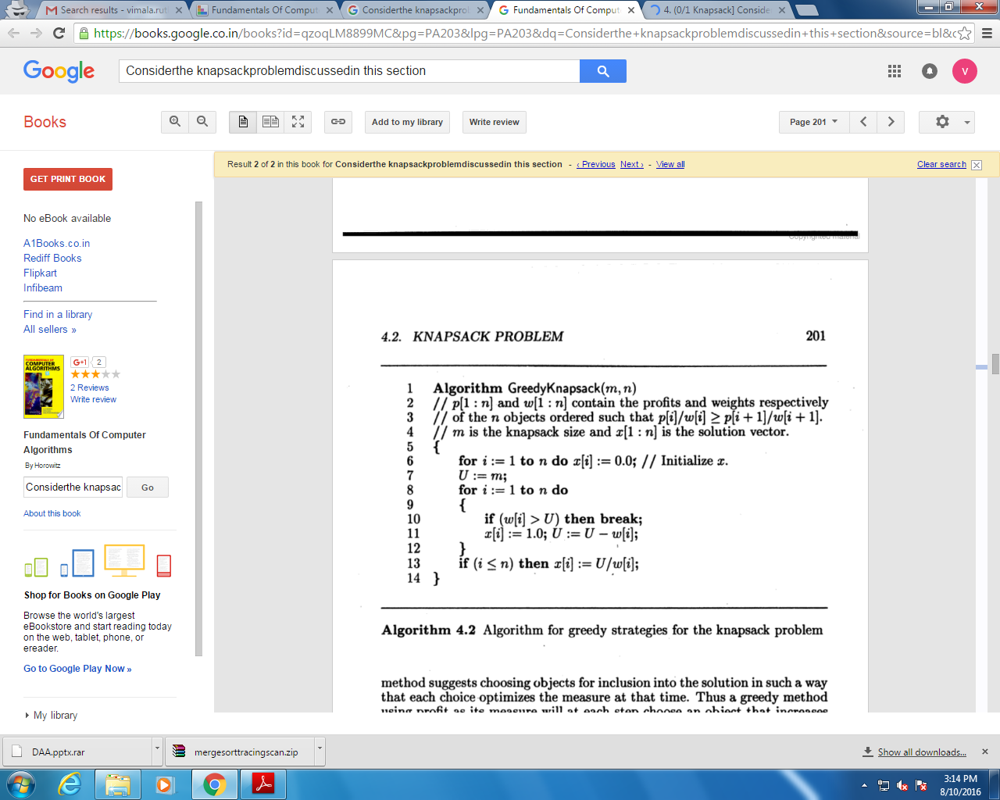 Search results - vimala.rut
Fundamentals Of Comput
Considerthe knapsackprol
Fundamentals Of Comput
4. (0/1 Knapsack] Conside
https://books.google.co.in/books?id=qzoqLM8899MC&pg=PA203&lpg=PA203&dq=Considerthe+knapsackproblemdiscussedin+this+section&source=bl&c
Google
Considerthe knapsackproblemdiscussedin this section
V
Books
Add to my library
Write review
Page 201
Result 2 of 2 in this book for Considerthe knapsackproblemdiscussedin this section - ‹ Previous Next › - View all
Clear search
GET PRINT BOOK
No eBook available
A1Books.co.in
Rediff Books
Flipkart
Infibeam
Find in a library
All sellers »
COMPUTER
ALGORITHMS
G+1 2
2 Reviews
Write review
Fundamentals Of Computer
Algorithms
By Horowitz
Considerthe knapsac
Go
About this book
Shop for Books on Google Play
Browse the world's largest
eBookstore and start reading today
on the web, tablet, phone, or
ereader.
Go to Google Play Now »
My library
Copyrighted material
4.2. KNAPSACK PROBLEM 201
1 Algorithm GreedyKnapsack(m, n)
2 // p[1 : n] and w[1 : n] contain the profits and weights respectively
3 // of the n objects ordered such that p[i]/w[i] ≥ p[i + 1]/w[i + 1].
4 // m is the knapsack size and x[1 : n] is the solution vector.
5 {
6 for i := 1 to n do x[i] := 0.0; // Initialize x.
7 U := m;
8 for i := 1 to n do
9 {
10 if (w[i] > U) then break;
11 x[i] := 1.0; U := U − w[i];
12 }
13 if (i ≤ n) then x[i] := U/w[i];
14 }
Algorithm 4.2 Algorithm for greedy strategies for the knapsack problem
method suggests choosing objects for inclusion into the solution in such a way
that each choice optimizes the measure at that time. Thus a greedy method
using profit as its measure will at each step choose an object that increases
DAA.pptx.rar
mergesorttracingscan.zip
Show all downloads...
3:14 PM
8/10/2016